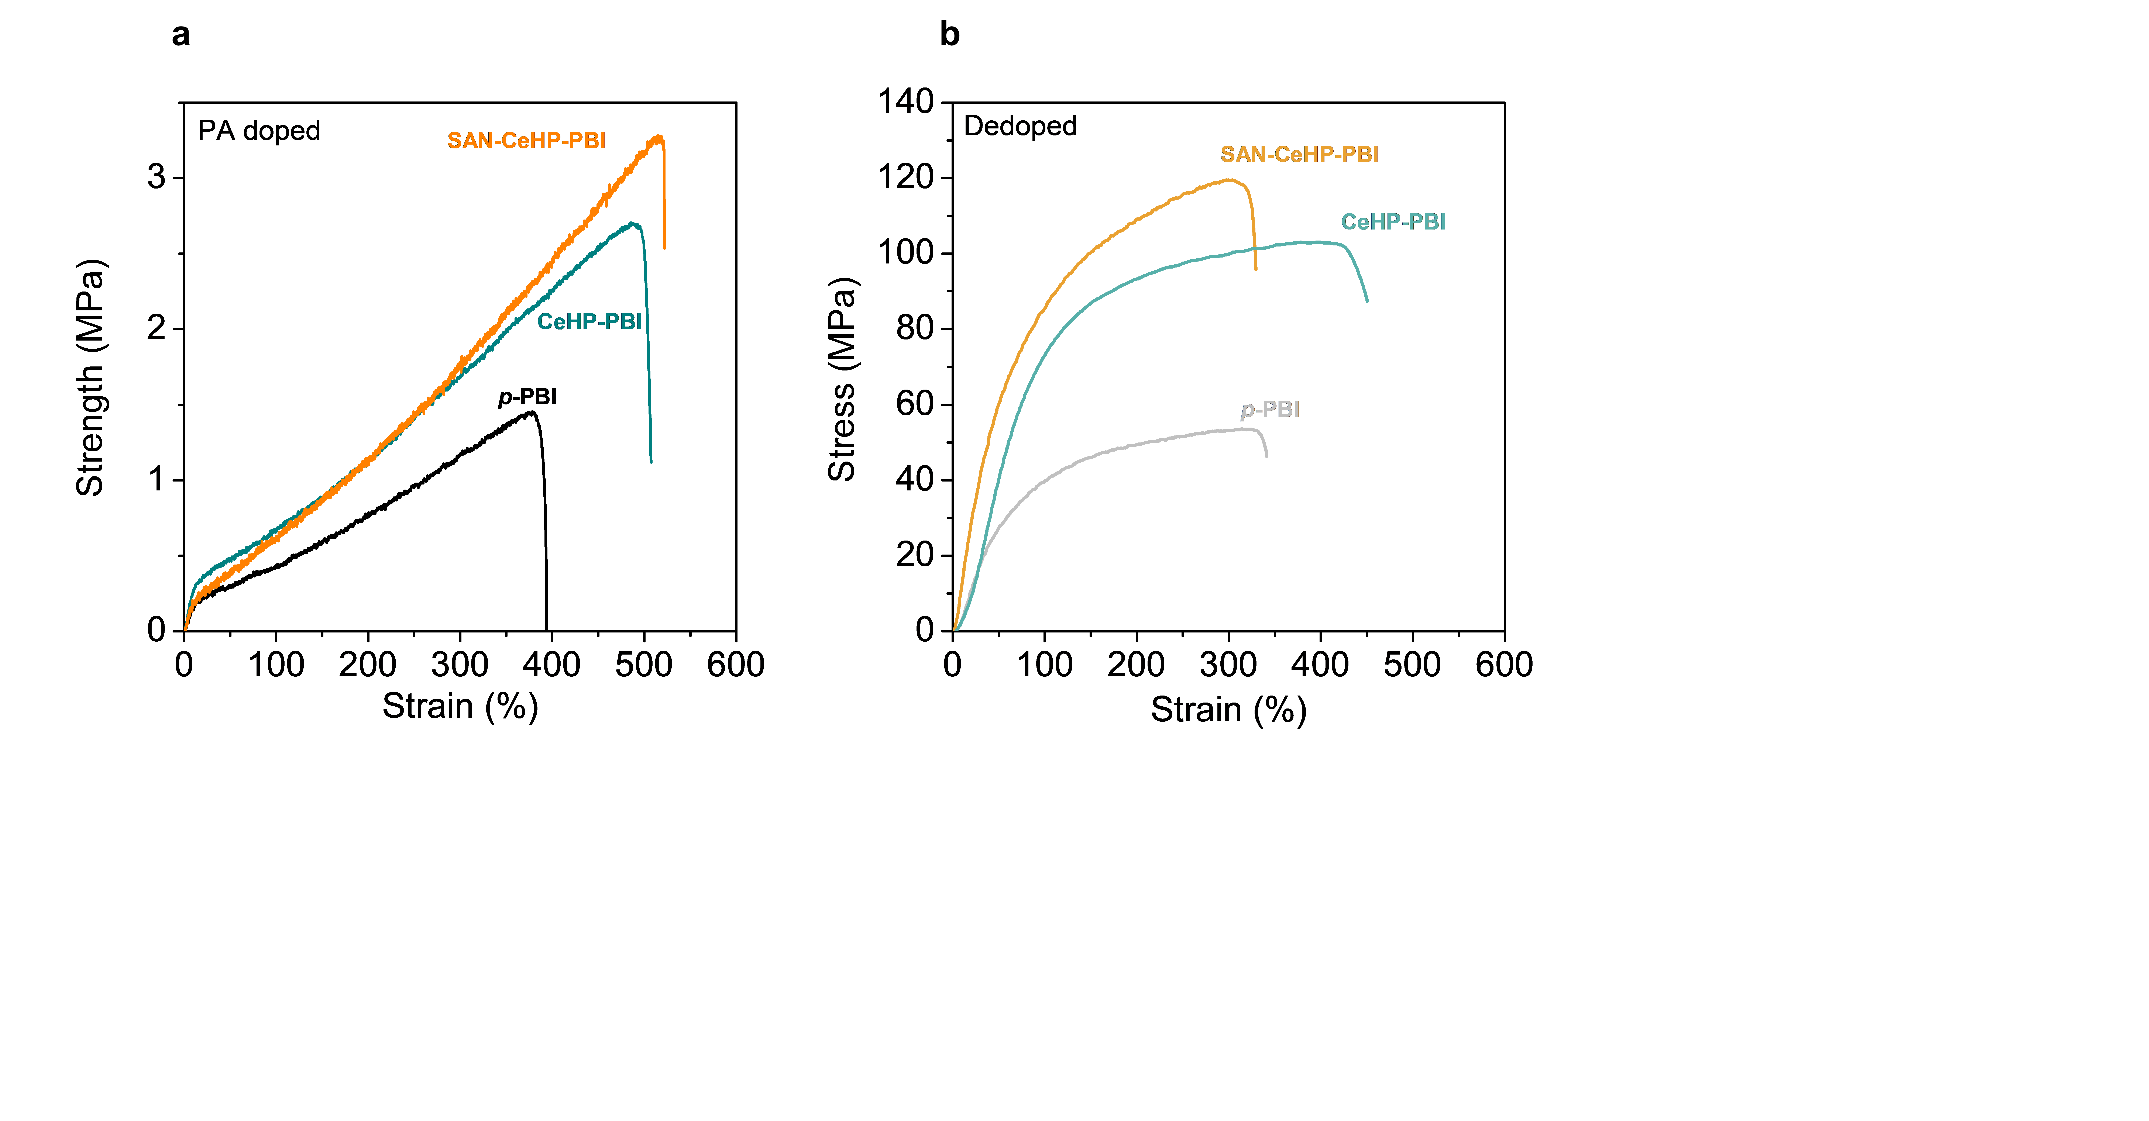 a
PA doped
SAN-CeHP-PBI
CeHP-PBI
p-PBI
Strength (MPa)
3
2
1
0
0 100 200 300 400 500 600
Strain (%)
b
Dedoped
SAN-CeHP-PBI
CeHP-PBI
p-PBI
Stress (MPa)
140
120
100
80
60
40
20
0
0 100 200 300 400 500 600
Strain (%)